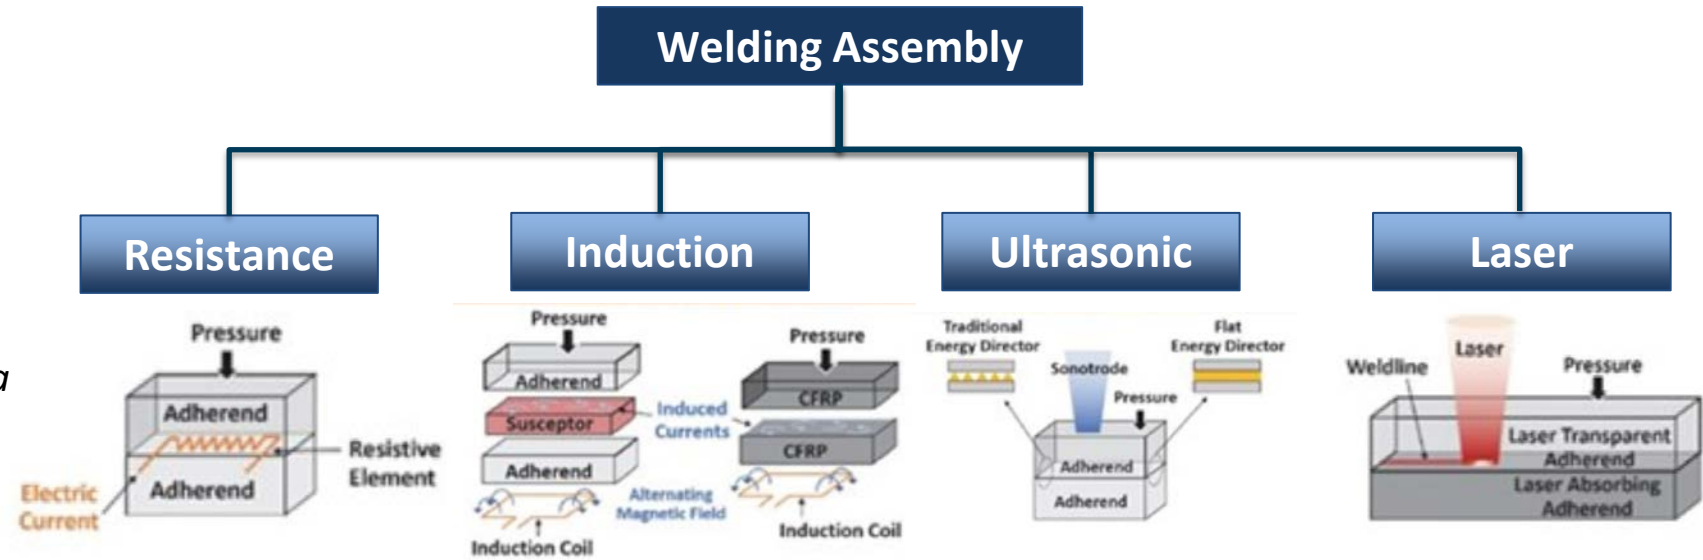 Welding Assembly
Resistance
Induction
Ultrasonic
Laser
a
Pressure
Adherend
Adherend
Resistive
Element
Electric
Current
Pressure
Adherend
Susceptor
Adherend
Induction Coil
Induced
Currents
Alternating
Magnetic Field
Pressure
CFRP
CFRP
Induction Coil
Traditional
Energy Director
Sonotrode
Flat
Energy Director
Pressure
Adherend
Adherend
Weldline
Laser
Pressure
Laser Transparent
Adherend
Laser Absorbing
Adherend